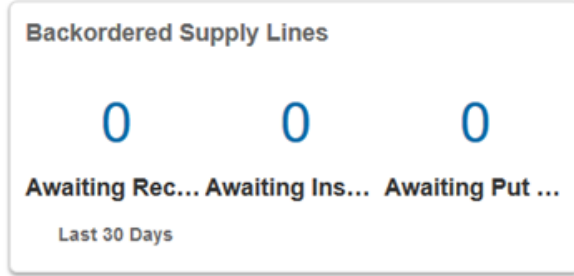 Backordered Supply Lines
0 0 0
Awaiting Rec... Awaiting Ins... Awaiting Put ...
Last 30 Days